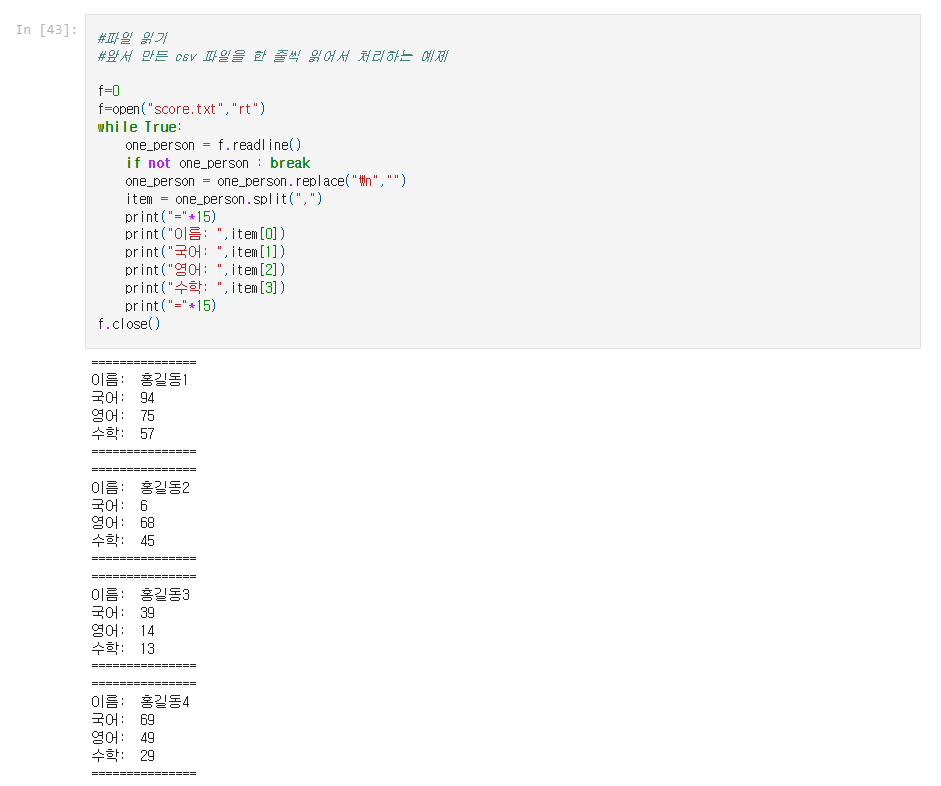 In [43]:
#파일 읽기
#앞서 만든 csv 파일을 한 줄씩 읽어서 처리하는 예제
f=0
f=open("score.txt","rt")
while True:
    one_person = f.readline()
    if not one_person : break
    one_person = one_person.replace("₩n","")
    item = one_person.split(",")
    print("="*15)
    print("이름: ",item[0])
    print("국어: ",item[1])
    print("영어: ",item[2])
    print("수학: ",item[3])
    print("="*15)
f.close()
===============
이름:  홍길동1
국어:  94
영어:  75
수학:  57
===============
===============
이름:  홍길동2
국어:  6
영어:  68
수학:  45
===============
===============
이름:  홍길동3
국어:  39
영어:  14
수학:  13
===============
===============
이름:  홍길동4
국어:  69
영어:  49
수학:  29
===============